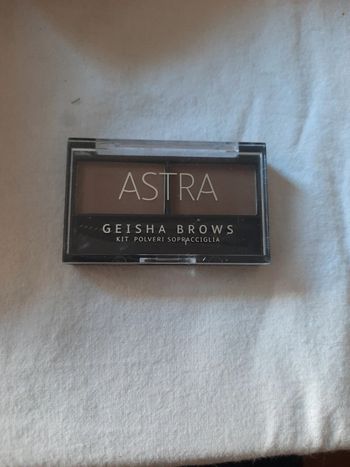 ASTRA
GEISHA BROWS
KIT POLVERI SOPRACCIGLIA